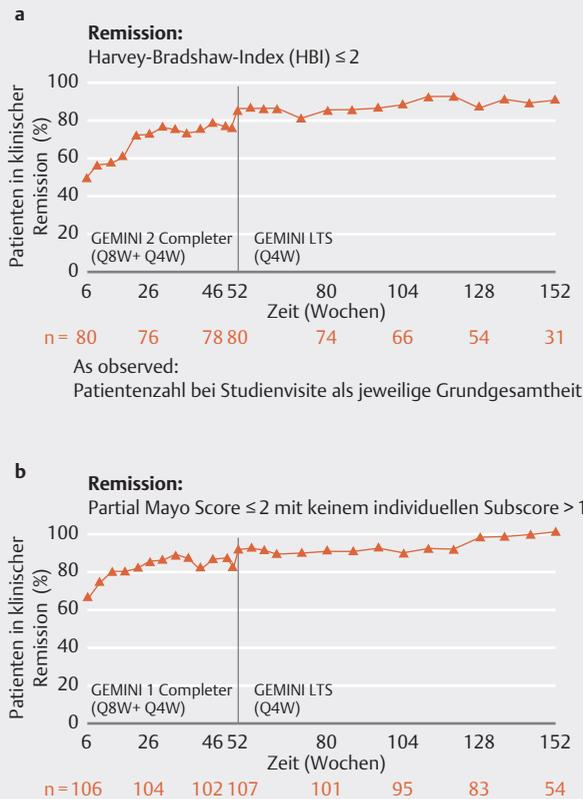 a
Remission:
Harvey-Bradshaw-Index (HBI) ≤ 2
Patienten in klinischer
Remission (%)
100
80
60
40
20
0
GEMINI 2 Completer
(Q8W+ Q4W)
GEMINI LTS
(Q4W)
6 26 46 52 80 104 128 152
Zeit (Wochen)
n = 80 76 78 80 74 66 54 31
As observed:
Patientenzahl bei Studienvisite als jeweilige Grundgesamtheit
b
Remission:
Partial Mayo Score ≤ 2 mit keinem individuellen Subscore > 1
Patienten in klinischer
Remission (%)
100
80
60
40
20
0
GEMINI 1 Completer
(Q8W+ Q4W)
GEMINI LTS
(Q4W)
6 26 46 52 80 104 128 152
Zeit (Wochen)
n = 106 104 102 107 101 95 83 54